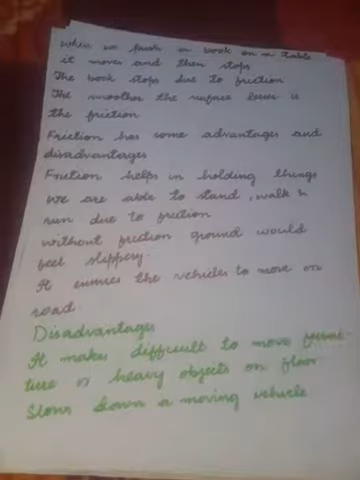 when we push a book on a table
it moves and then stops
The book stops due to friction
The smoother the surface lesser is
the friction
Friction has some advantages and
disadvantages
Friction helps in holding things
we are able to stand, walk &
run due to friction
without friction ground would
feel slippery
It ensures the vehicles to move on
road
Disadvantages
It makes difficult to move furni-
ture or heavy objects on floor
Slows down a moving vehicle